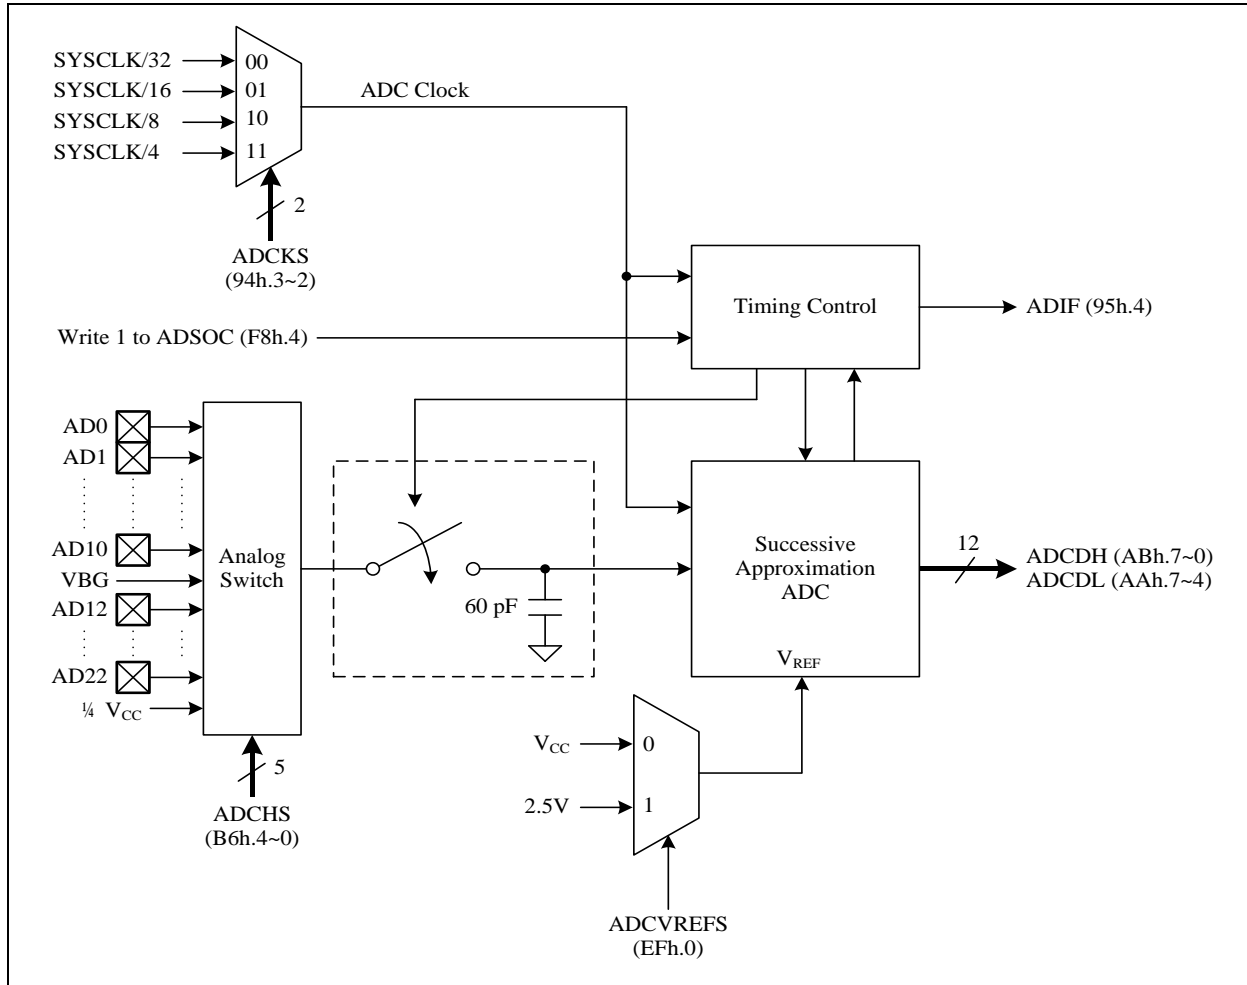 SYSCLK/32
00
SYSCLK/16
01
ADC Clock
SYSCLK/8
10
SYSCLK/4
11
2
ADCKS
(94h.3~2)
Timing Control
ADIF (95h.4)
Write 1 to ADSOC (F8h.4)
AD0
AD1
AD10
VBG
AD12
AD22
¼ VCC
Analog
Switch
5
ADCHS
(B6h.4~0)
60 pF
Successive
Approximation
ADC
VREF
12
ADCDH (ABh.7~0)
ADCDL (AAh.7~4)
VCC
0
2.5V
1
ADCVREFS
(EFh.0)